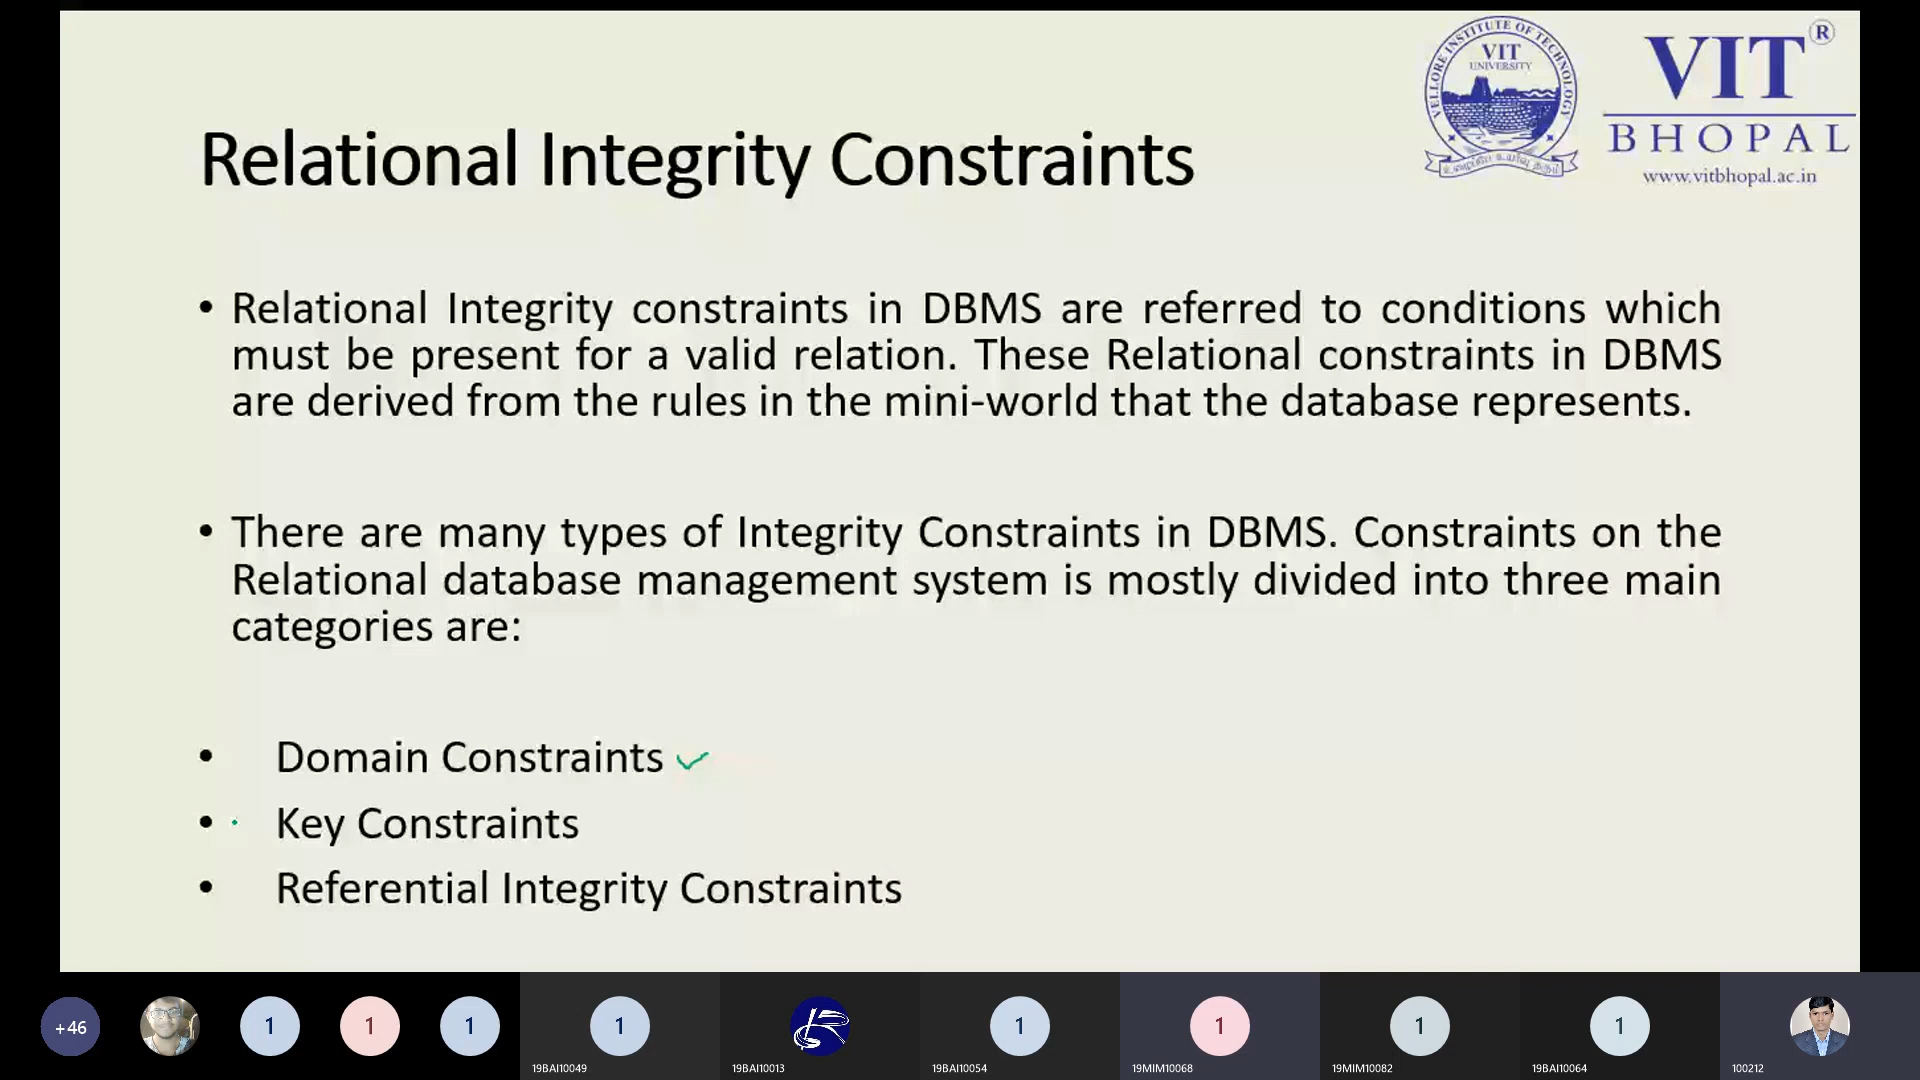 VELLORE INSTITUTE OF TECHNOLOGY
VIT
UNIVERSITY
VIT®
BHOPAL
www.vitbhopal.ac.in
Relational Integrity Constraints
• Relational Integrity constraints in DBMS are referred to conditions which
must be present for a valid relation. These Relational constraints in DBMS
are derived from the rules in the mini-world that the database represents.
• There are many types of Integrity Constraints in DBMS. Constraints on the
Relational database management system is mostly divided into three main
categories are:
• Domain Constraints
• Key Constraints
• Referential Integrity Constraints
+46
1
1
1
1
1
1
1
1
19BAI10049
19BAI10013
19BAI10054
19MIM10068
19MIM10082
19BAI10064
100212